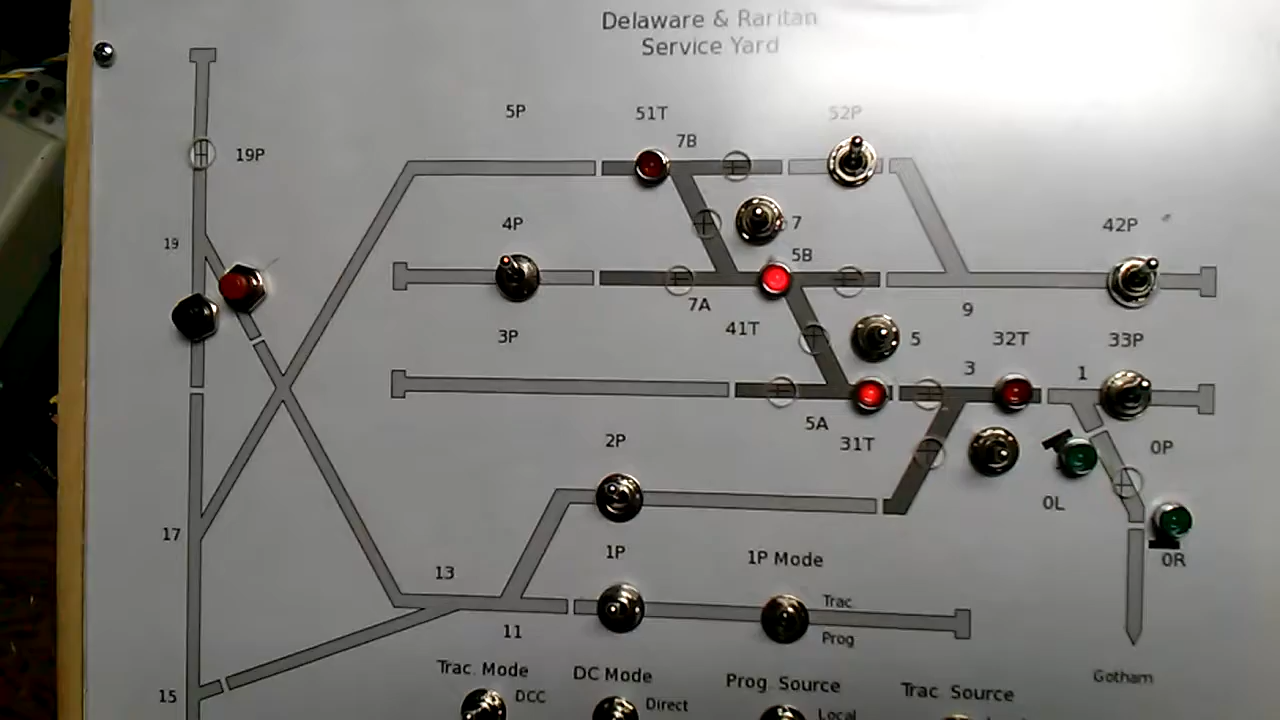 Delaware & Raritan
Service Yard
5P
51T
52P
7B
19P
4P
7
42P
19
5B
7A
9
3P
41T
5
32T
33P
3
1
5A
2P
31T
0P
0L
17
1P
1P Mode
0R
13
Trac
11
Prog
Trac. Mode
DC Mode
Prog. Source
Trac Source
Gotham
15
DCC
Direct
Local